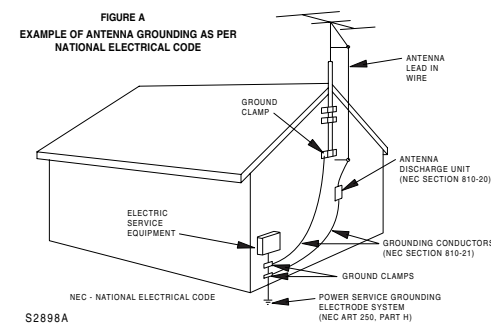 FIGURE A
EXAMPLE OF ANTENNA GROUNDING AS PER
NATIONAL ELECTRICAL CODE
ANTENNA
LEAD IN
WIRE
GROUND
CLAMP
ANTENNA
DISCHARGE UNIT
(NEC SECTION 810-20)
ELECTRIC
SERVICE
EQUIPMENT
GROUNDING CONDUCTORS
(NEC SECTION 810-21)
GROUND CLAMPS
NEC - NATIONAL ELECTRICAL CODE
POWER SERVICE GROUNDING
ELECTRODE SYSTEM
(NEC ART 250, PART H)
S2898A